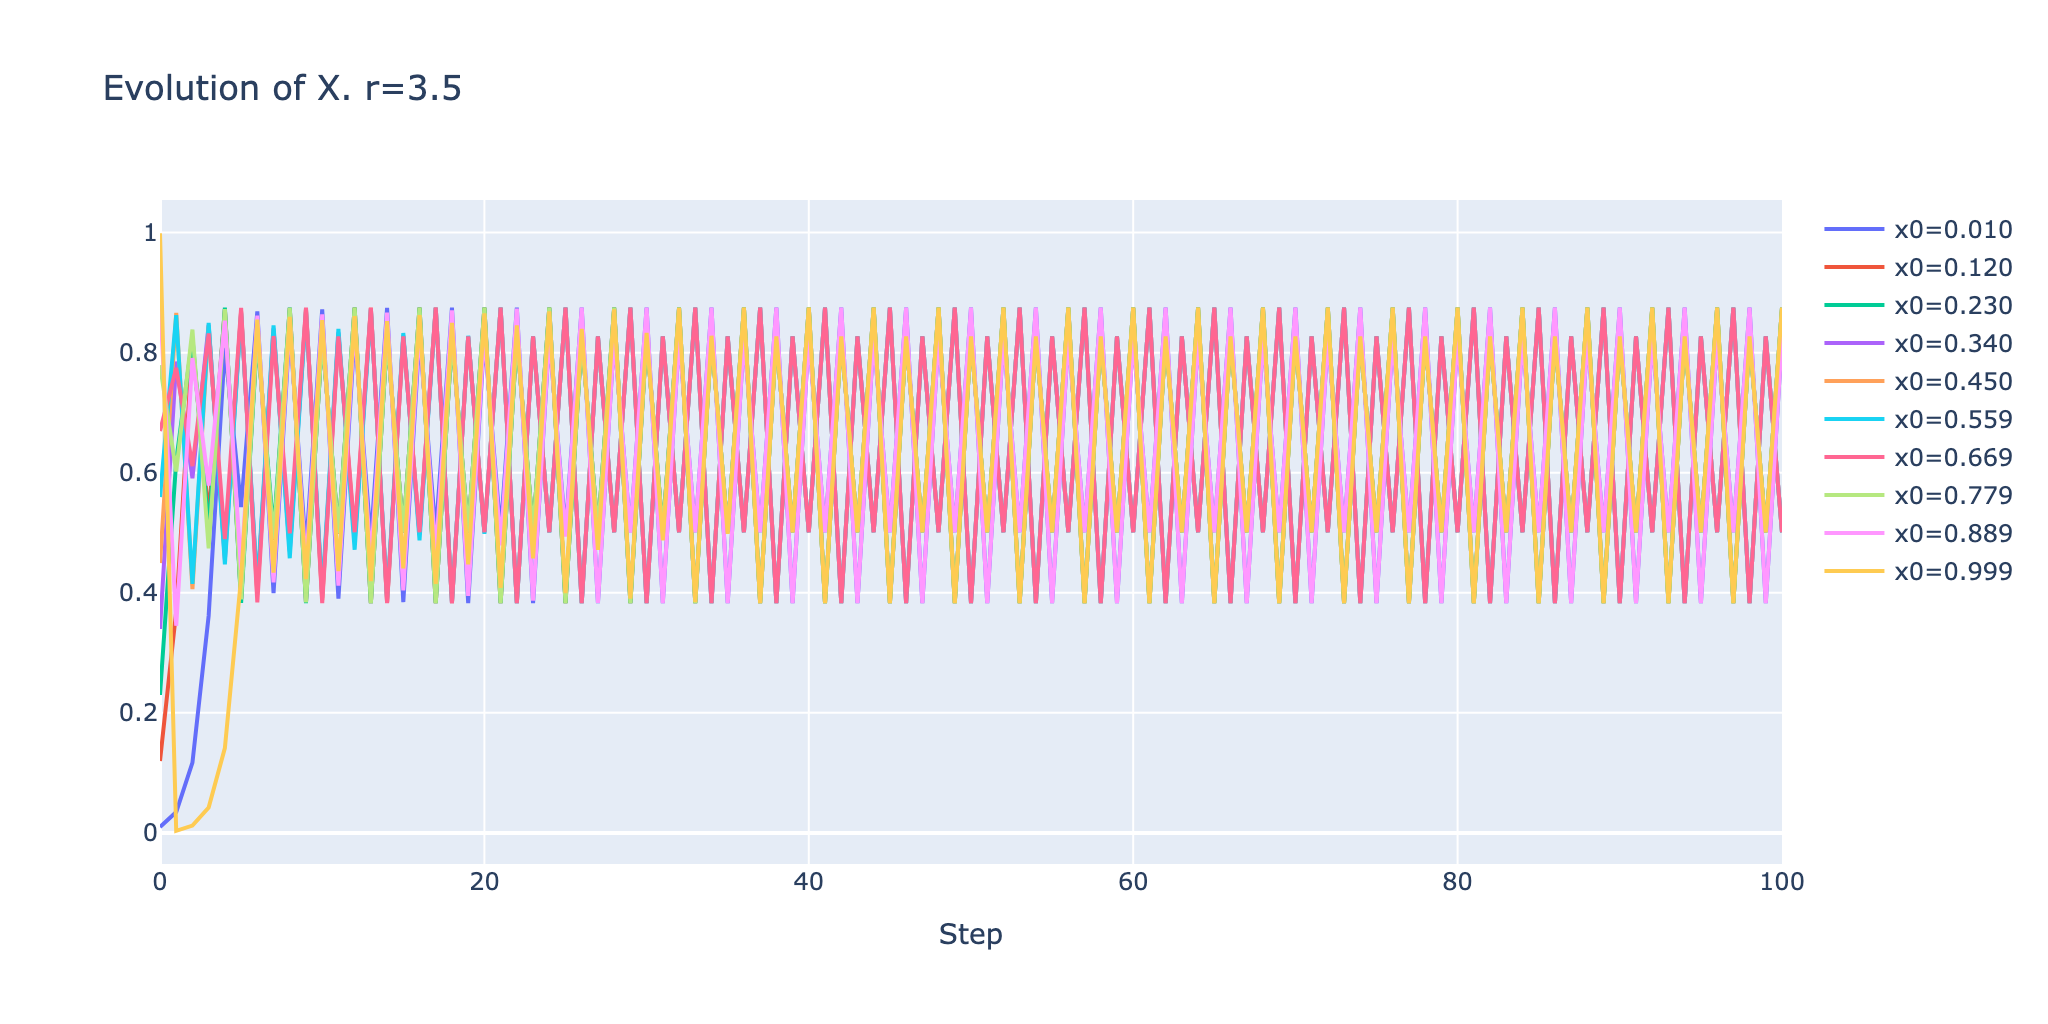 Evolution of X. r=3.5
1
0.8
0.6
0.4
0.2
0
0 20 40 60 80 100
Step
x0=0.010
x0=0.120
x0=0.230
x0=0.340
x0=0.450
x0=0.559
x0=0.669
x0=0.779
x0=0.889
x0=0.999